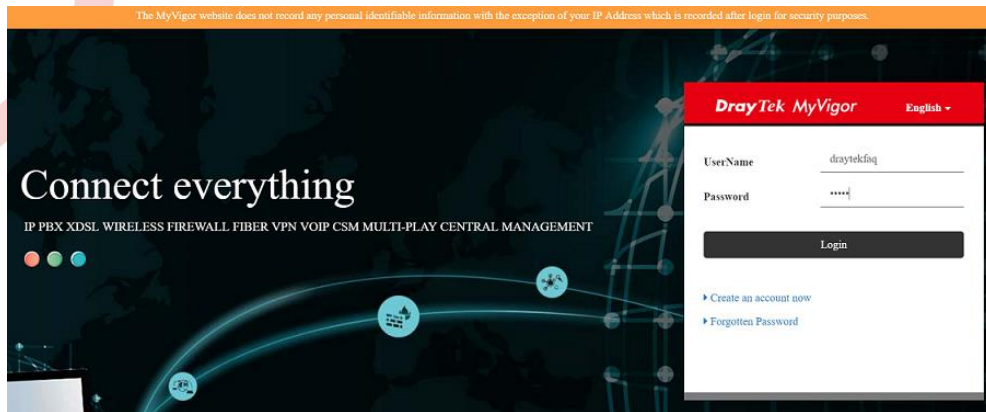 The MyVigor website does not record any personal identifiable information with the exception of your IP Address which is recorded after login for security purposes.
DrayTek MyVigor English
Connect everything
IP PBX XDSL WIRELESS FIREWALL FIBER VPN VOIP CSM MULTI-PLAY CENTRAL MANAGEMENT
UserName draytekfaq
Password •••••
Login
Create an account now
Forgotten Password